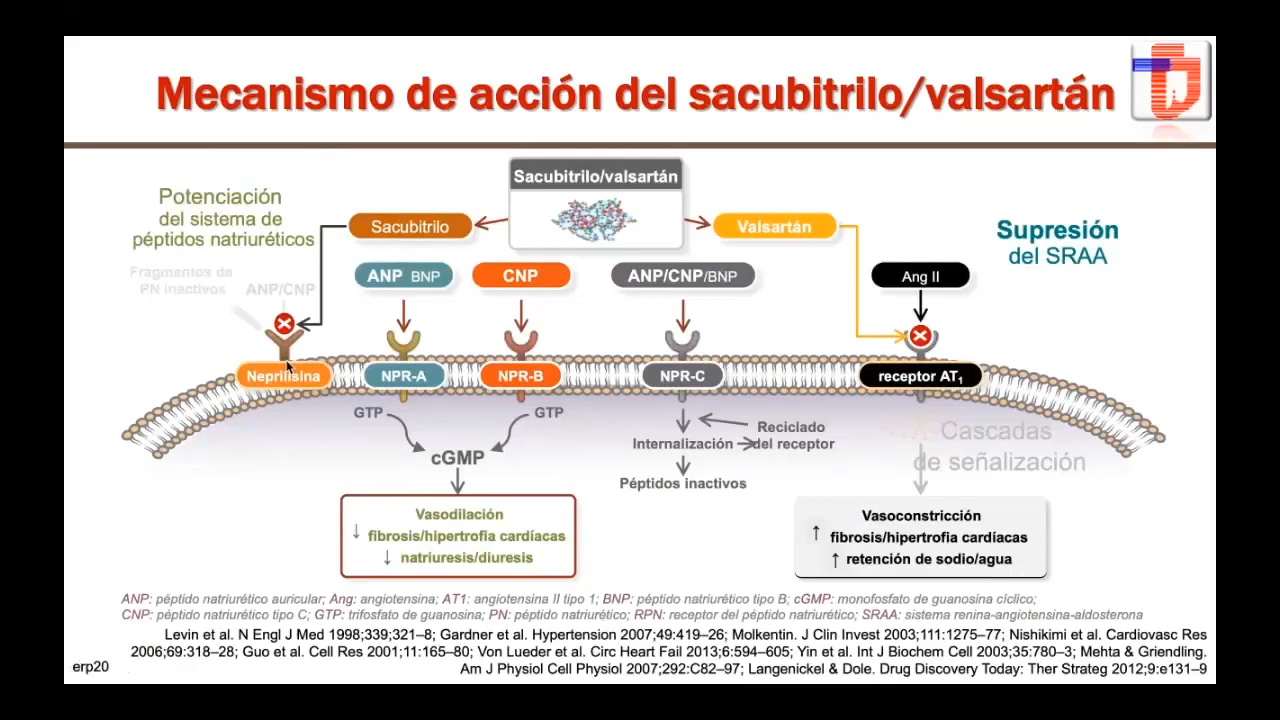 Mecanismo de acción del sacubitrilo/valsartán
Sacubitrilo/valsartán
Potenciación
del sistema de
péptidos natriuréticos
Sacubitrilo
Valsartán
Supresión
del SRAA
Fragmentos de
PN inactivos
ANP/CNP
ANP BNP
CNP
ANP/CNP/BNP
Ang II
Neprilisina
NPR-A
NPR-B
NPR-C
receptor AT1
GTP
GTP
cGMP
Internalización
Reciclado
del receptor
Péptidos inactivos
Cascadas
de señalización
Vasodilación
↓ fibrosis/hipertrofia cardíacas
↓ natriuresis/diuresis
Vasoconstricción
↑ fibrosis/hipertrofia cardíacas
↑ retención de sodio/agua
ANP: péptido natriurético auricular; Ang: angiotensina; AT1: angiotensina II tipo 1; BNP: péptido natriurético tipo B; cGMP: monofosfato de guanosina cíclico;
CNP: péptido natriurético tipo C; GTP: trifosfato de guanosina; PN: péptido natriurético; RPN: receptor del péptido natriurético; SRAA: sistema renina-angiotensina-aldosterona
Levin et al. N Engl J Med 1998;339;321–8; Gardner et al. Hypertension 2007;49:419–26; Molkentin. J Clin Invest 2003;111:1275–77; Nishikimi et al. Cardiovasc Res
2006;69:318–28; Guo et al. Cell Res 2001;11:165–80; Von Lueder et al. Circ Heart Fail 2013;6:594–605; Yin et al. Int J Biochem Cell 2003;35:780–3; Mehta & Griendling.
Am J Physiol Cell Physiol 2007;292:C82–97; Langenickel & Dole. Drug Discovery Today: Ther Strateg 2012;9:e131–9
erp20